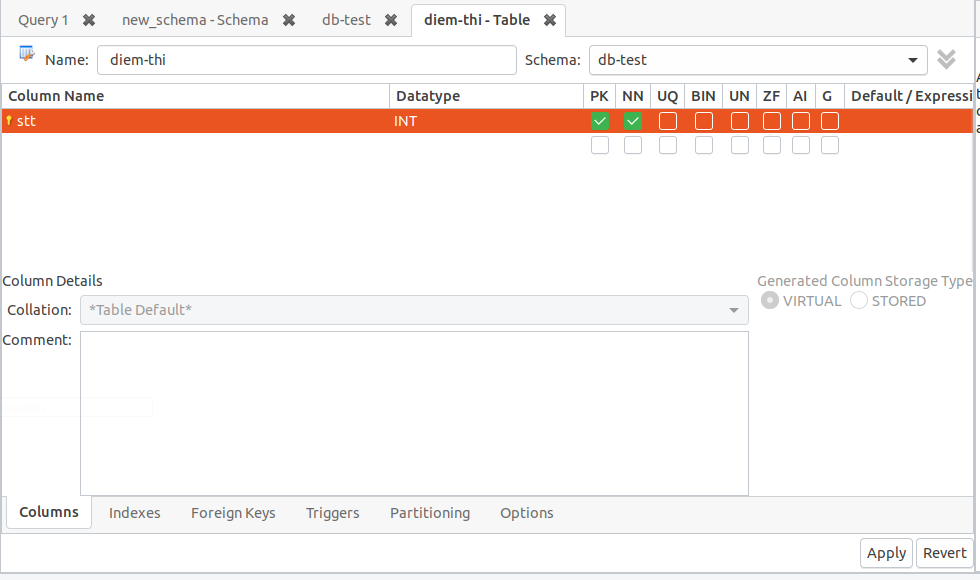 Query 1 new_schema - Schema db-test diem-thi - Table
Name: diem-thi Schema: db-test
Column Name Datatype PK NN UQ BIN UN ZF AI G Default / Expressi
stt INT
Column Details Generated Column Storage Type
Collation: *Table Default* VIRTUAL STORED
Comment:
Columns Indexes Foreign Keys Triggers Partitioning Options
Apply Revert